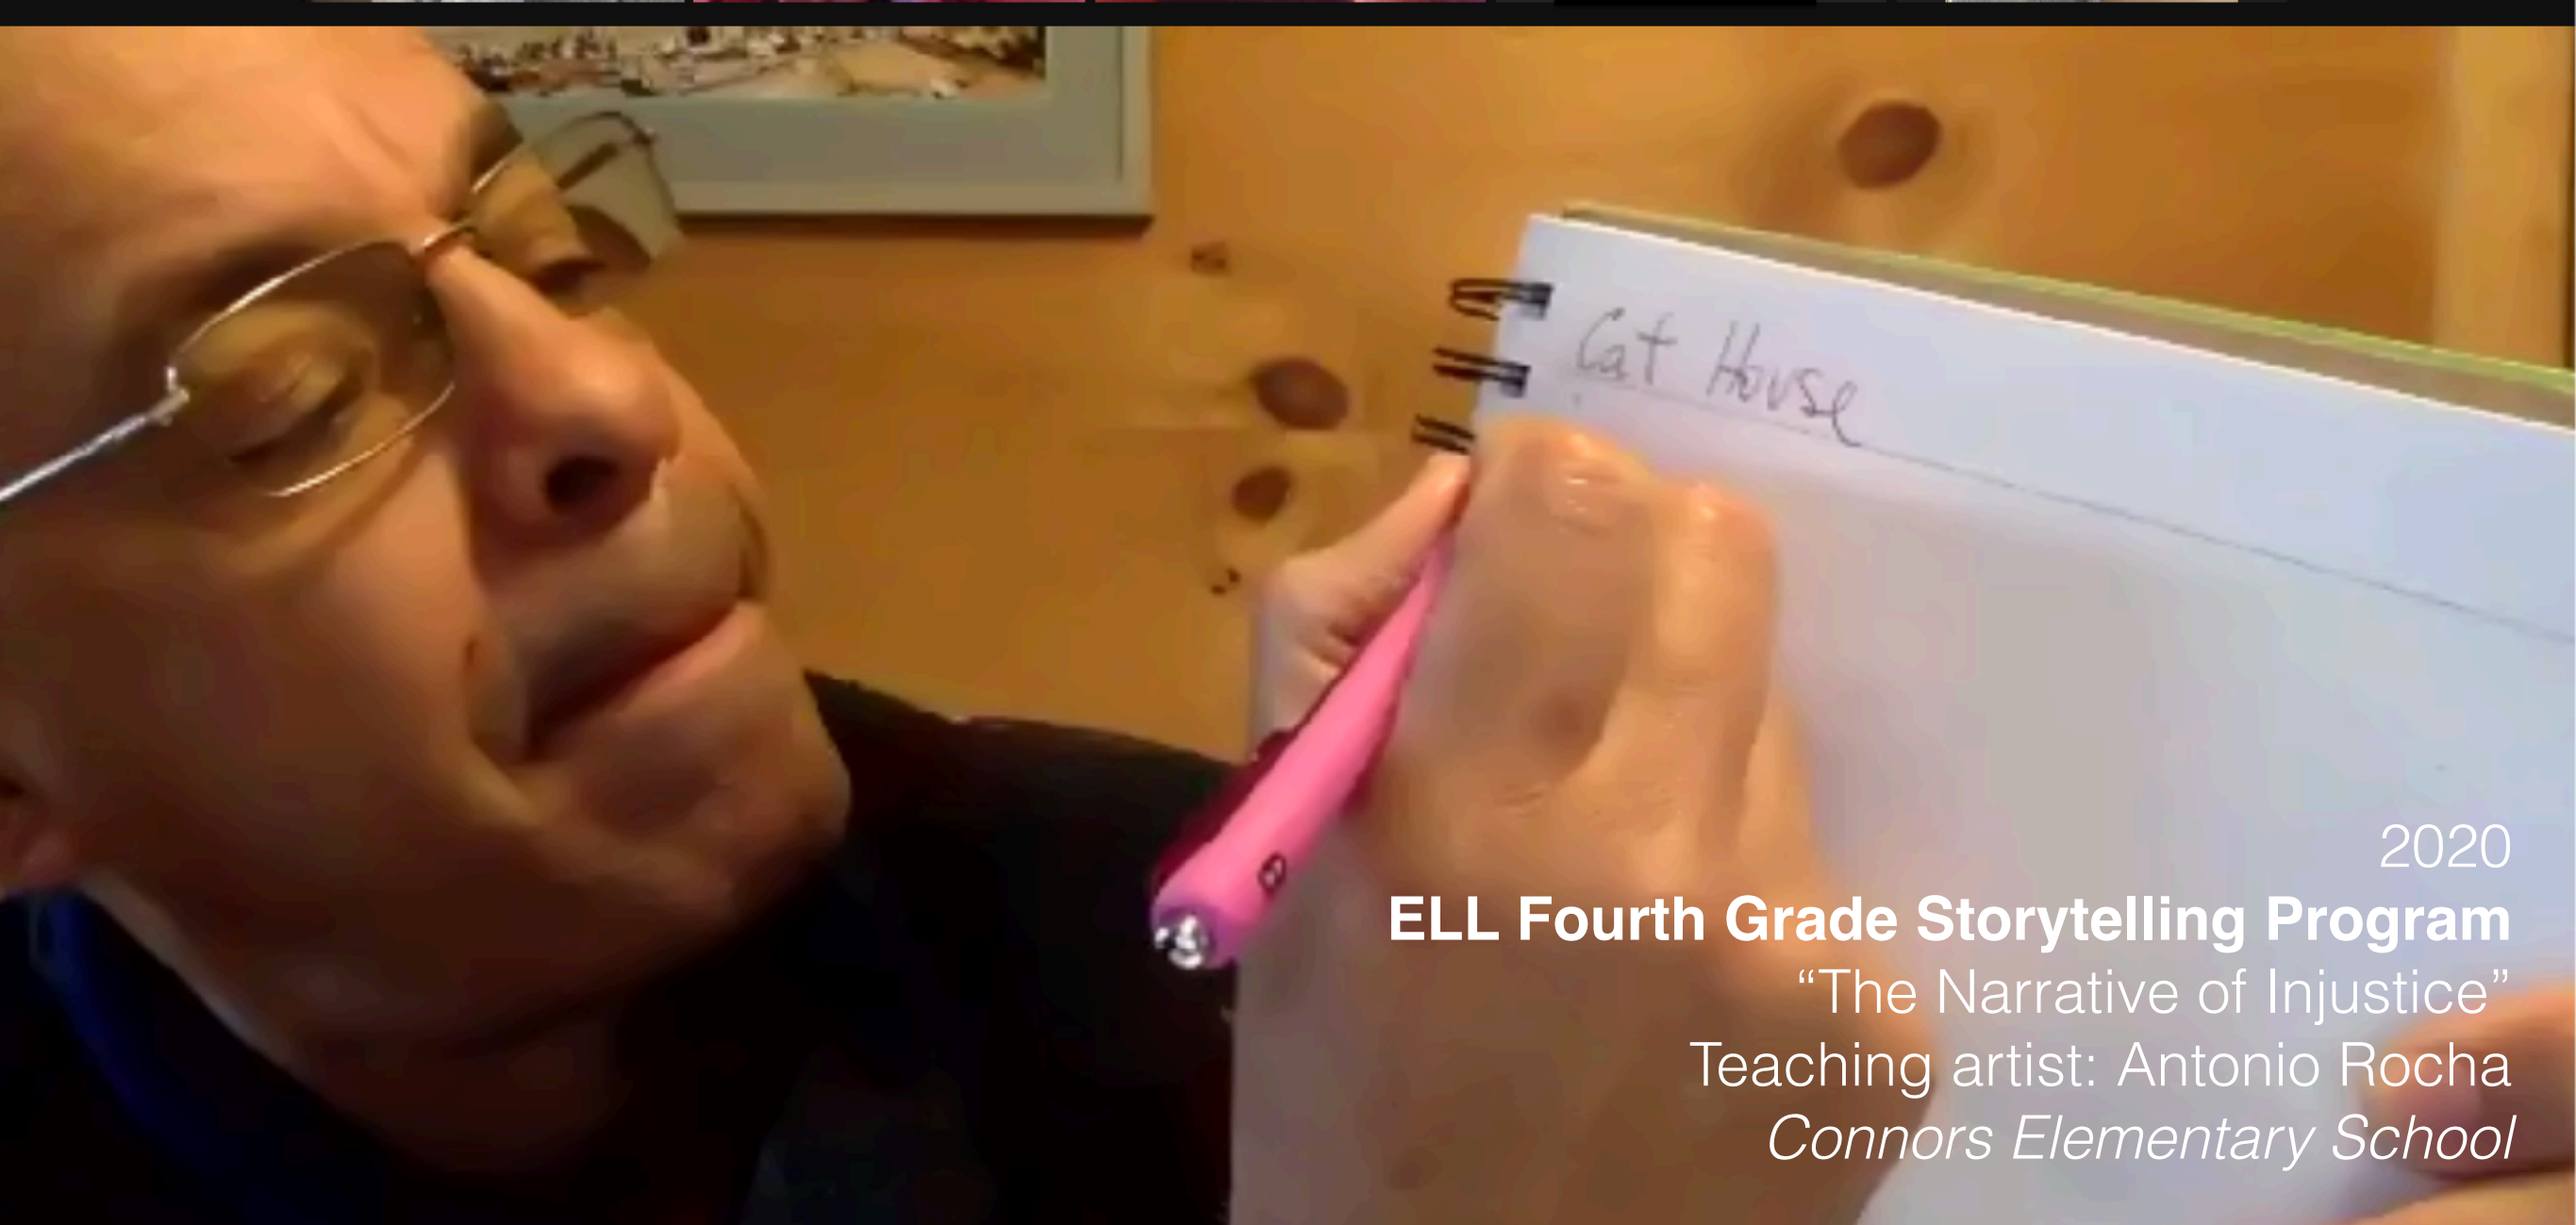 Cat House
2020
ELL Fourth Grade Storytelling Program
“The Narrative of Injustice”
Teaching artist: Antonio Rocha
Connors Elementary School